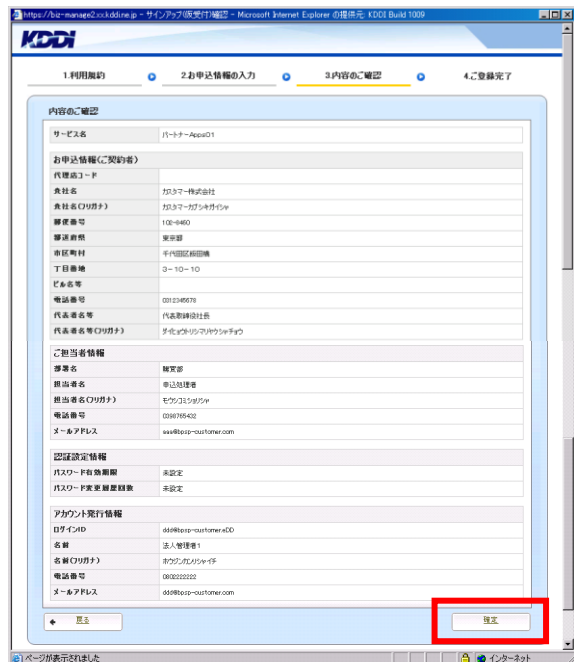 https://biz-manage2.xx.kddi.ne.jp - サインアップ(仮受付)確認 - Microsoft Internet Explorer の提供元: KDDI Build 1009
KDDI
1.利用規約
2.お申込情報の入力
3.内容のご確認
4.ご登録完了
内容のご確認
サービス名 パートナーApps01
お申込情報(ご契約者)
代理店コード
会社名 カスタマー株式会社
会社名(フリガナ) カスタマーカブシキガイシャ
郵便番号 102-8460
都道府県 東京都
市区町村 千代田区飯田橋
丁目番地 3-10-10
ビル名等
電話番号 0312345678
代表者名等 代表取締役社長
代表者名等(フリガナ) ダイヒョウトリシマリヤクシャチョウ
ご担当者情報
部署名
担当者名 申込処理者
担当者名(フリガナ) モウシコミショリシャ
電話番号 0398765432
メールアドレス aaa@bpsp-customer.com
認証設定情報
パスワード有効期限 未設定
パスワード変更履歴回数 未設定
アカウント発行情報
ログインID ddd@bpsp-customer.eDD
名前 法人管理者1
名前(フリガナ) ホウジンカンリシャイチ
電話番号 0802222222
メールアドレス ddd@bpsp-customer.com
戻る
確定
ページが表示されました
インターネット